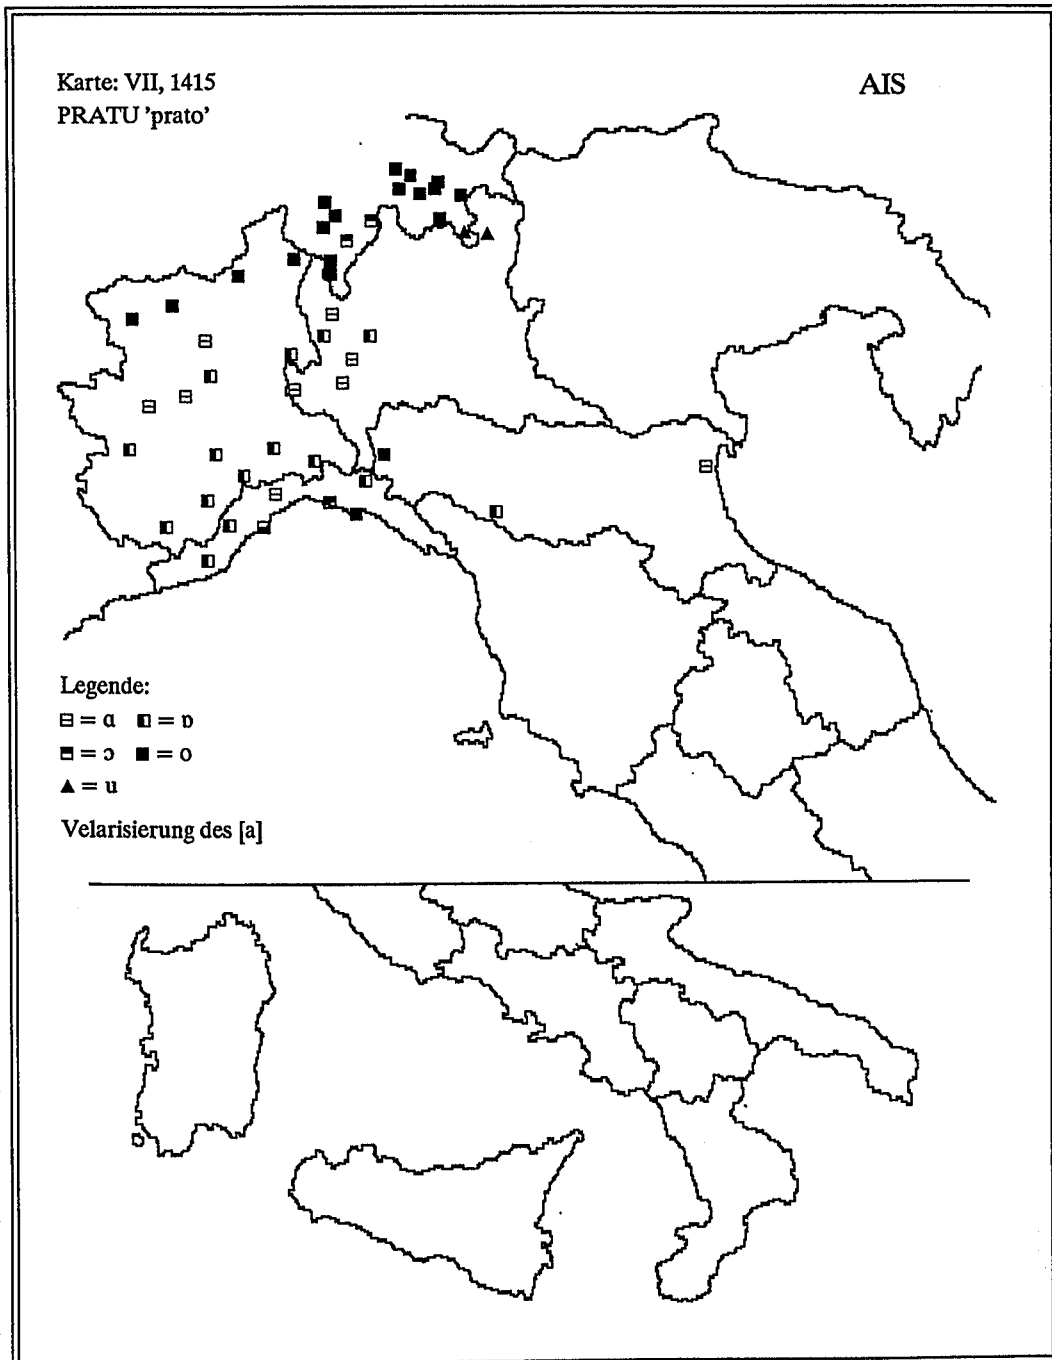 Karte: VII, 1415
AIS
PRATU 'prato'
Legende:
⊟ = ɑ ◧ = ɒ
⬒ = ɔ ■ = o
▲ = u
Velarisierung des [a]